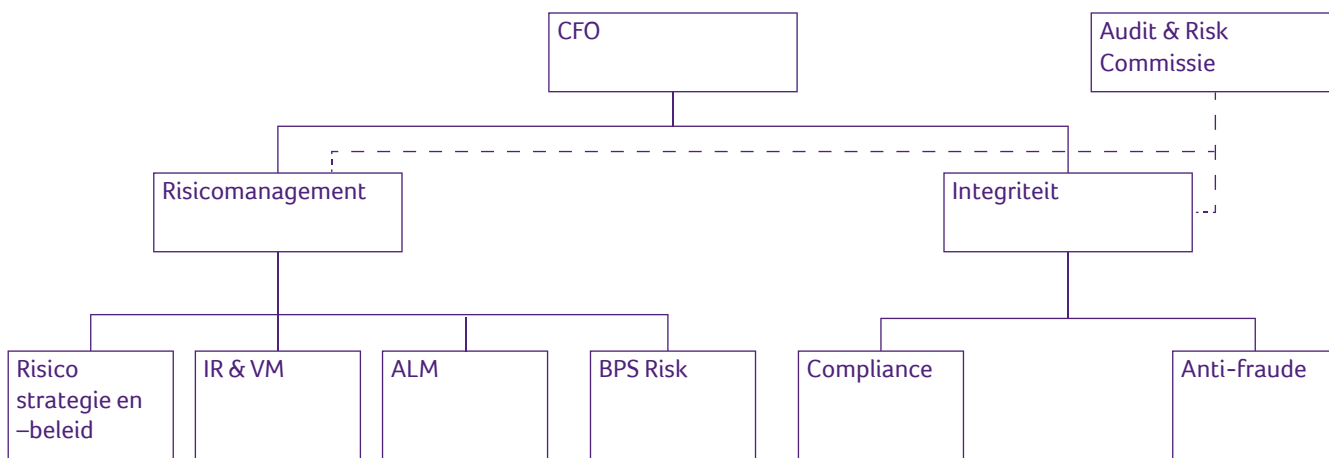 CFO
Audit & Risk
Commissie
Risicomanagement
Integriteit
Risico
strategie en
–beleid
IR & VM
ALM
BPS Risk
Compliance
Anti-fraude